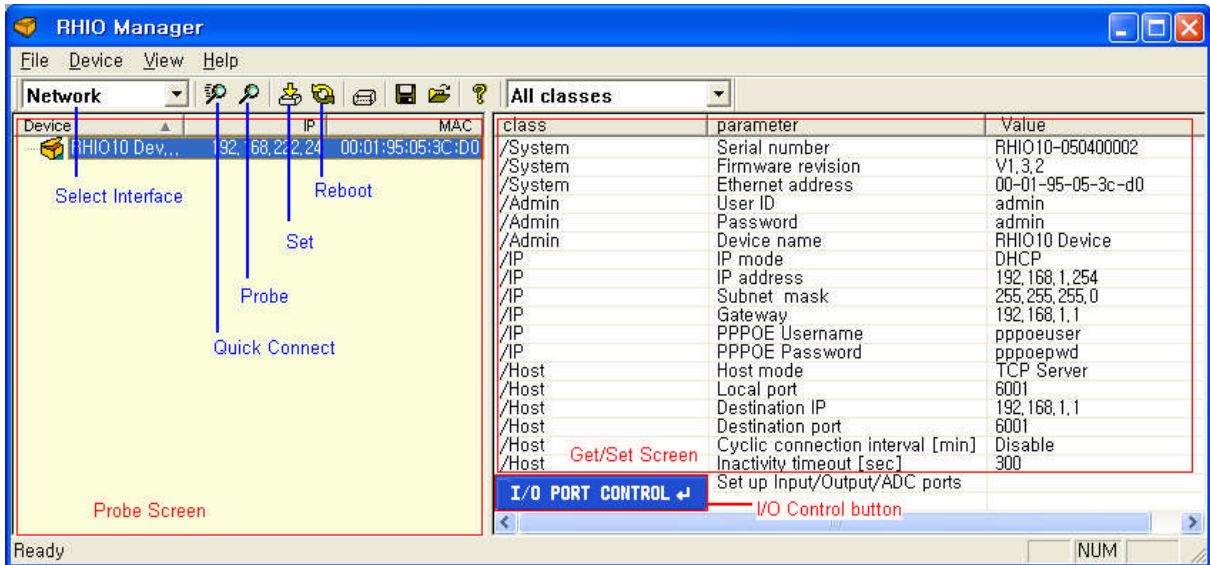 RHIO Manager
File Device View Help
Network All classes
Device IP MAC
RHIO10 Dev... 192,168,222,24 00:01:95:05:3C:D0
Select Interface
Reboot
Set
Probe
Quick Connect
Probe Screen
class parameter Value
/System Serial number RHIO10-050400002
/System Firmware revision V1,3,2
/System Ethernet address 00-01-95-05-3c-d0
/Admin User ID admin
/Admin Password admin
/Admin Device name RHIO10 Device
/IP IP mode DHCP
/IP IP address 192,168,1,254
/IP Subnet mask 255,255,255,0
/IP Gateway 192,168,1,1
/IP PPPOE Username pppoeuser
/IP PPPOE Password pppoepwd
/Host Host mode TCP Server
/Host Local port 6001
/Host Destination IP 192,168,1,1
/Host Destination port 6001
/Host Cyclic connection interval [min] Disable
/Host Inactivity timeout [sec] 300
Get/Set Screen
I/O PORT CONTROL ↵ Set up Input/Output/ADC ports
I/O Control button
Ready NUM